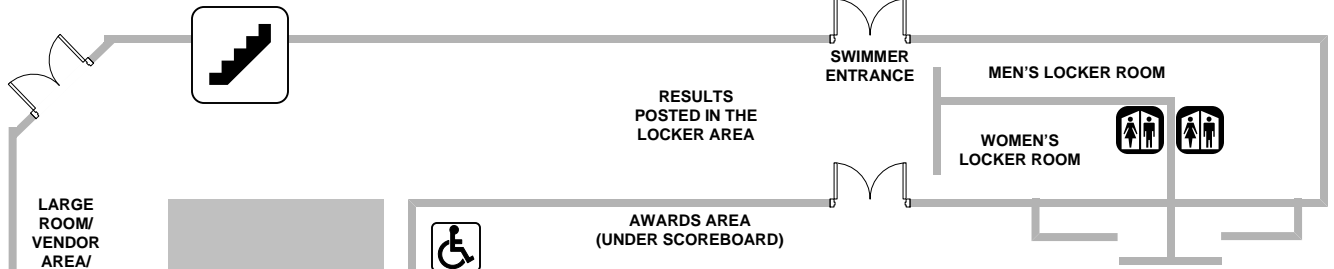 SWIMMER
ENTRANCE
MEN'S LOCKER ROOM
RESULTS
POSTED IN THE
LOCKER AREA
WOMEN'S
LOCKER ROOM
LARGE
ROOM/
VENDOR
AREA/
AWARDS AREA
(UNDER SCOREBOARD)